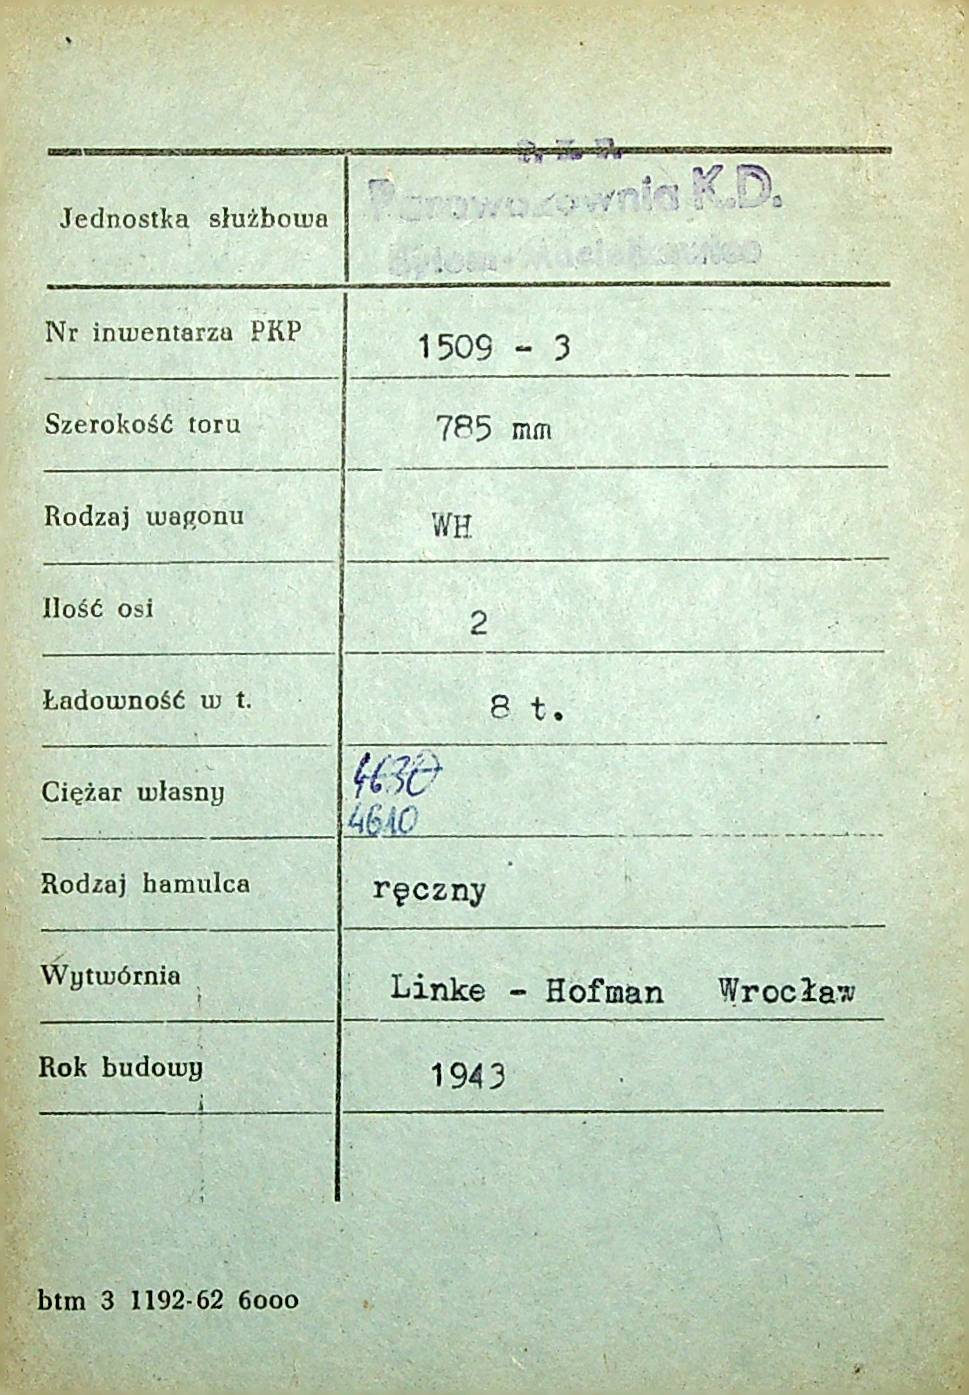 P. K. P.
Jednostka służbowa Parowozownia K.D.
Bytom-
Nr inwentarza PKP 1509 - 3
Szerokość toru 785 mm
Rodzaj wagonu WH
Ilość osi 2
Ładowność w t. 8 t.
4630
Ciężar własny
4610
Rodzaj hamulca ręczny
Wytwórnia Linke - Hofman Wrocław
Rok budowy 1943
btm 3 1192-62 6ooo